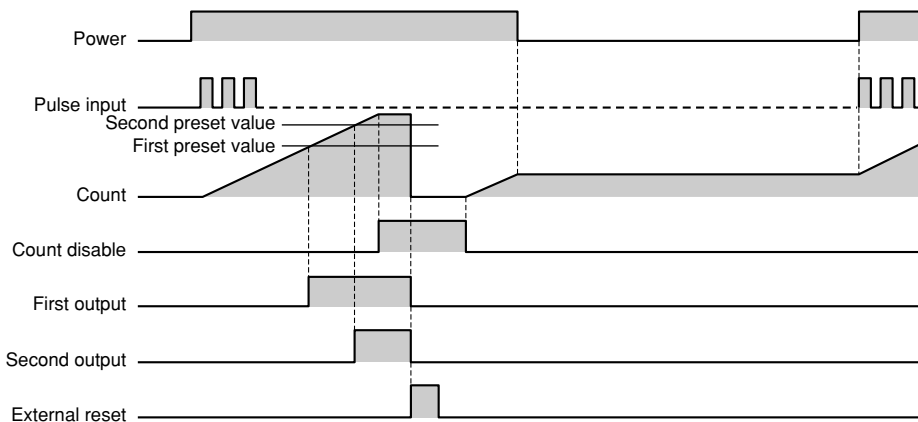 Power
Pulse input
Second preset value
First preset value
Count
Count disable
First output
Second output
External reset